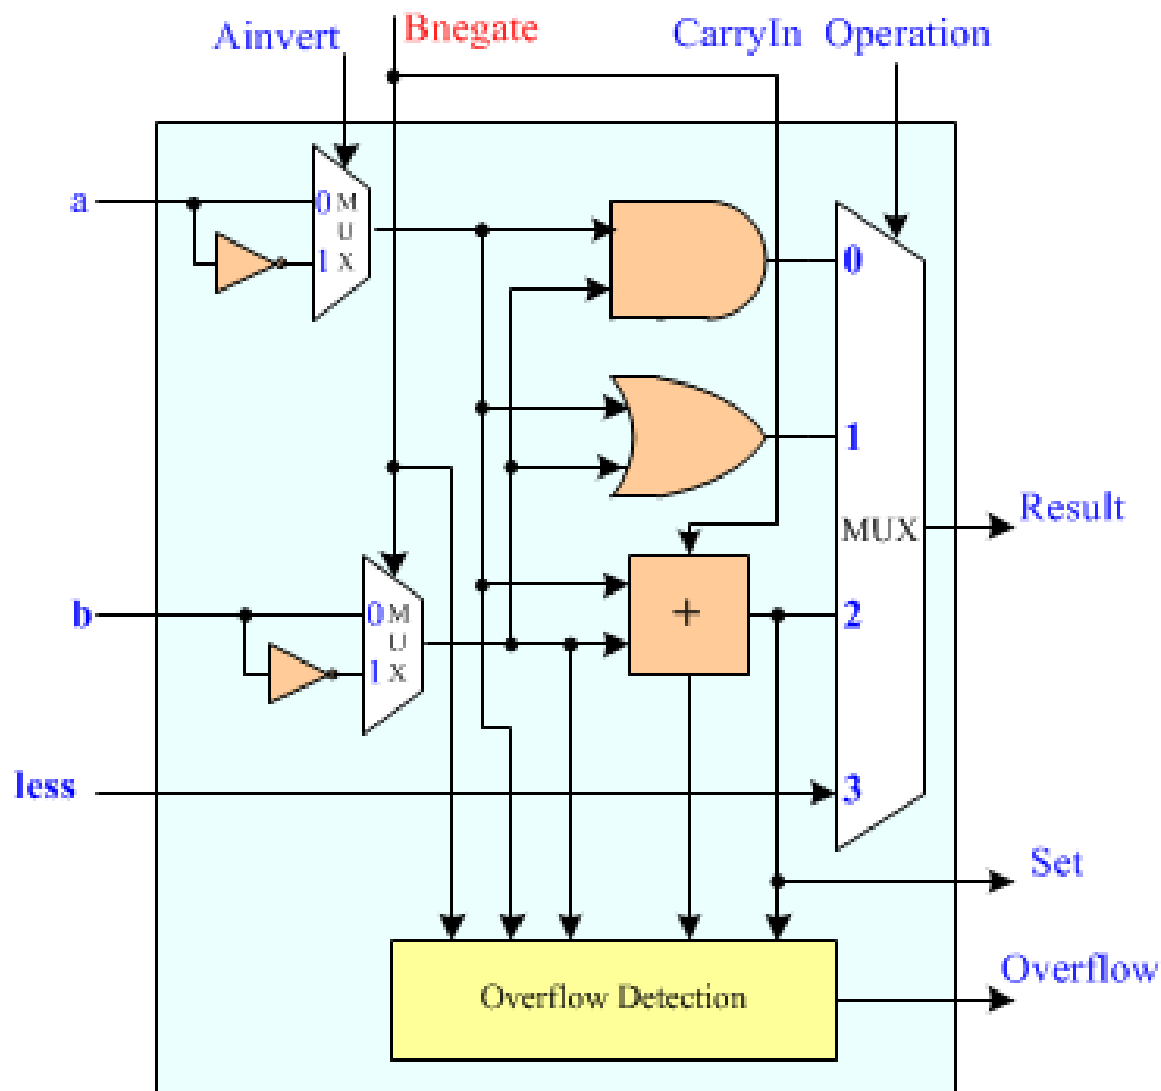 Ainvert Bnegate CarryIn Operation
a
0 M
U
1 X
0
1
MUX
Result
b
0 M
U
1 X
+
2
less
3
Set
Overflow
Overflow Detection